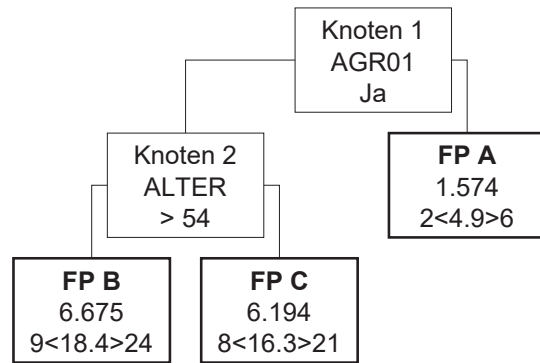 Knoten 1
AGR01
Ja
Knoten 2
ALTER
> 54
FP A
1.574
2<4.9>6
FP B
6.675
9<18.4>24
FP C
6.194
8<16.3>21